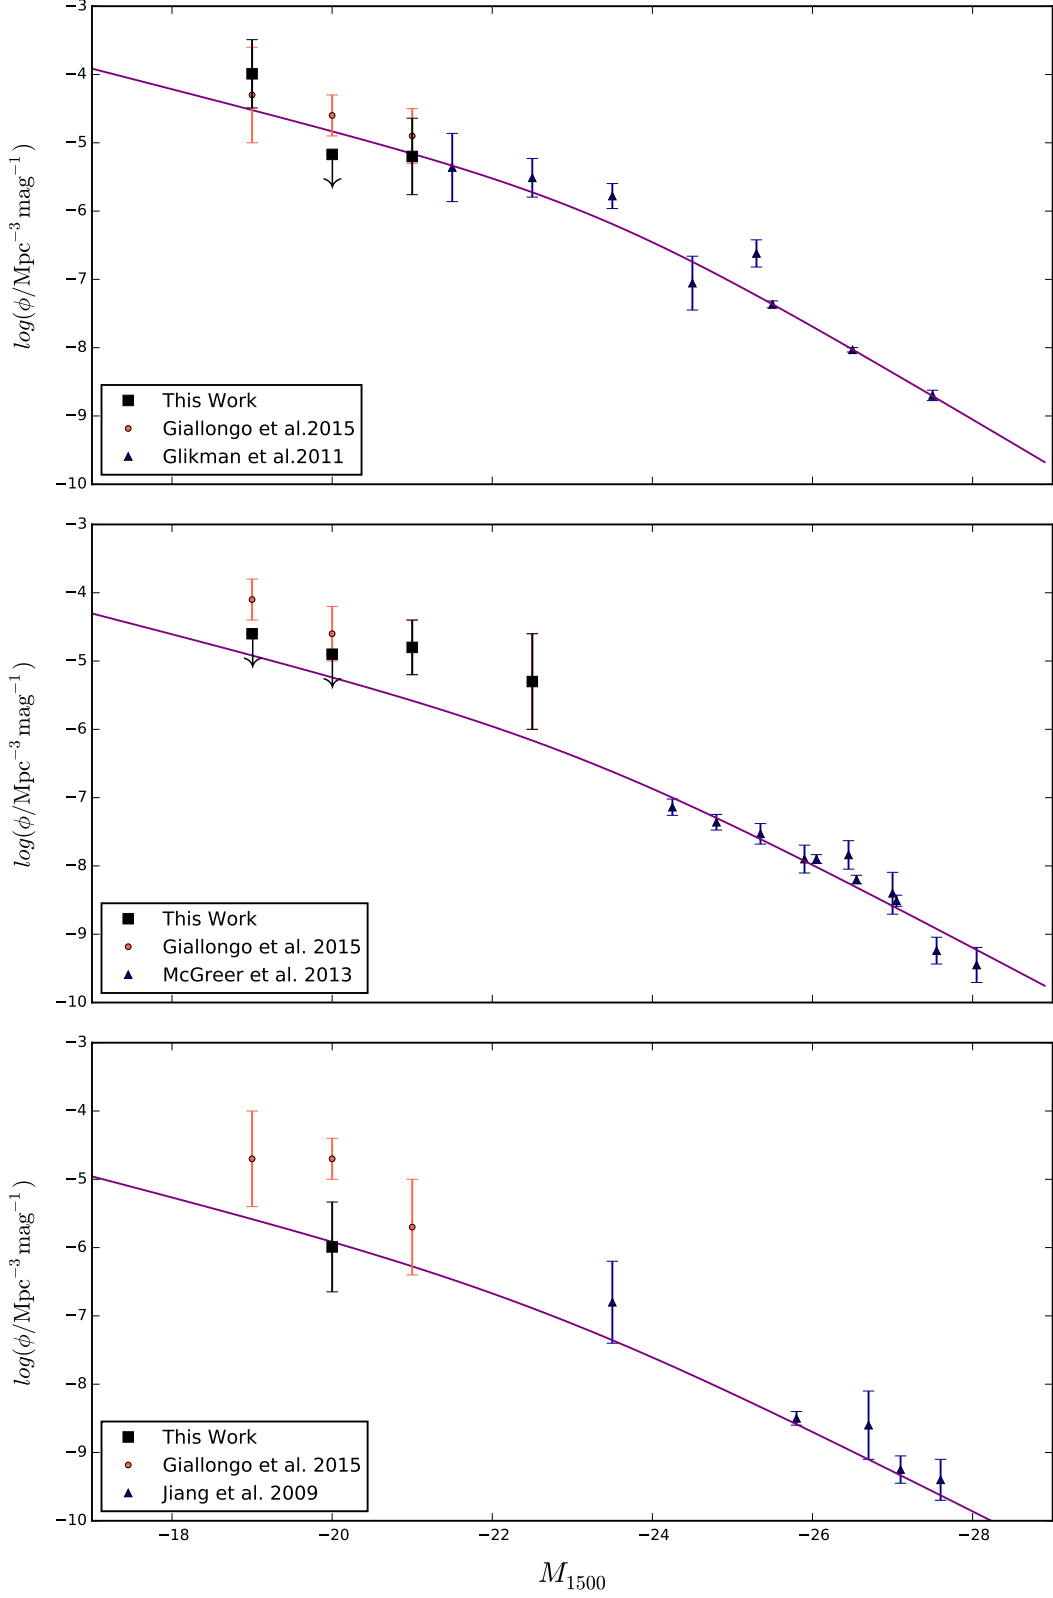 −3
−4
−5
−6
−7
−8
−9
−10
log(ϕ/Mpc⁻³ mag⁻¹)
This Work
Giallongo et al.2015
Glikman et al.2011
−3
−4
−5
−6
−7
−8
−9
−10
log(ϕ/Mpc⁻³ mag⁻¹)
This Work
Giallongo et al. 2015
McGreer et al. 2013
−3
−4
−5
−6
−7
−8
−9
−10
log(ϕ/Mpc⁻³ mag⁻¹)
This Work
Giallongo et al. 2015
Jiang et al. 2009
−18 −20 −22 −24 −26 −28
M₁₅₀₀